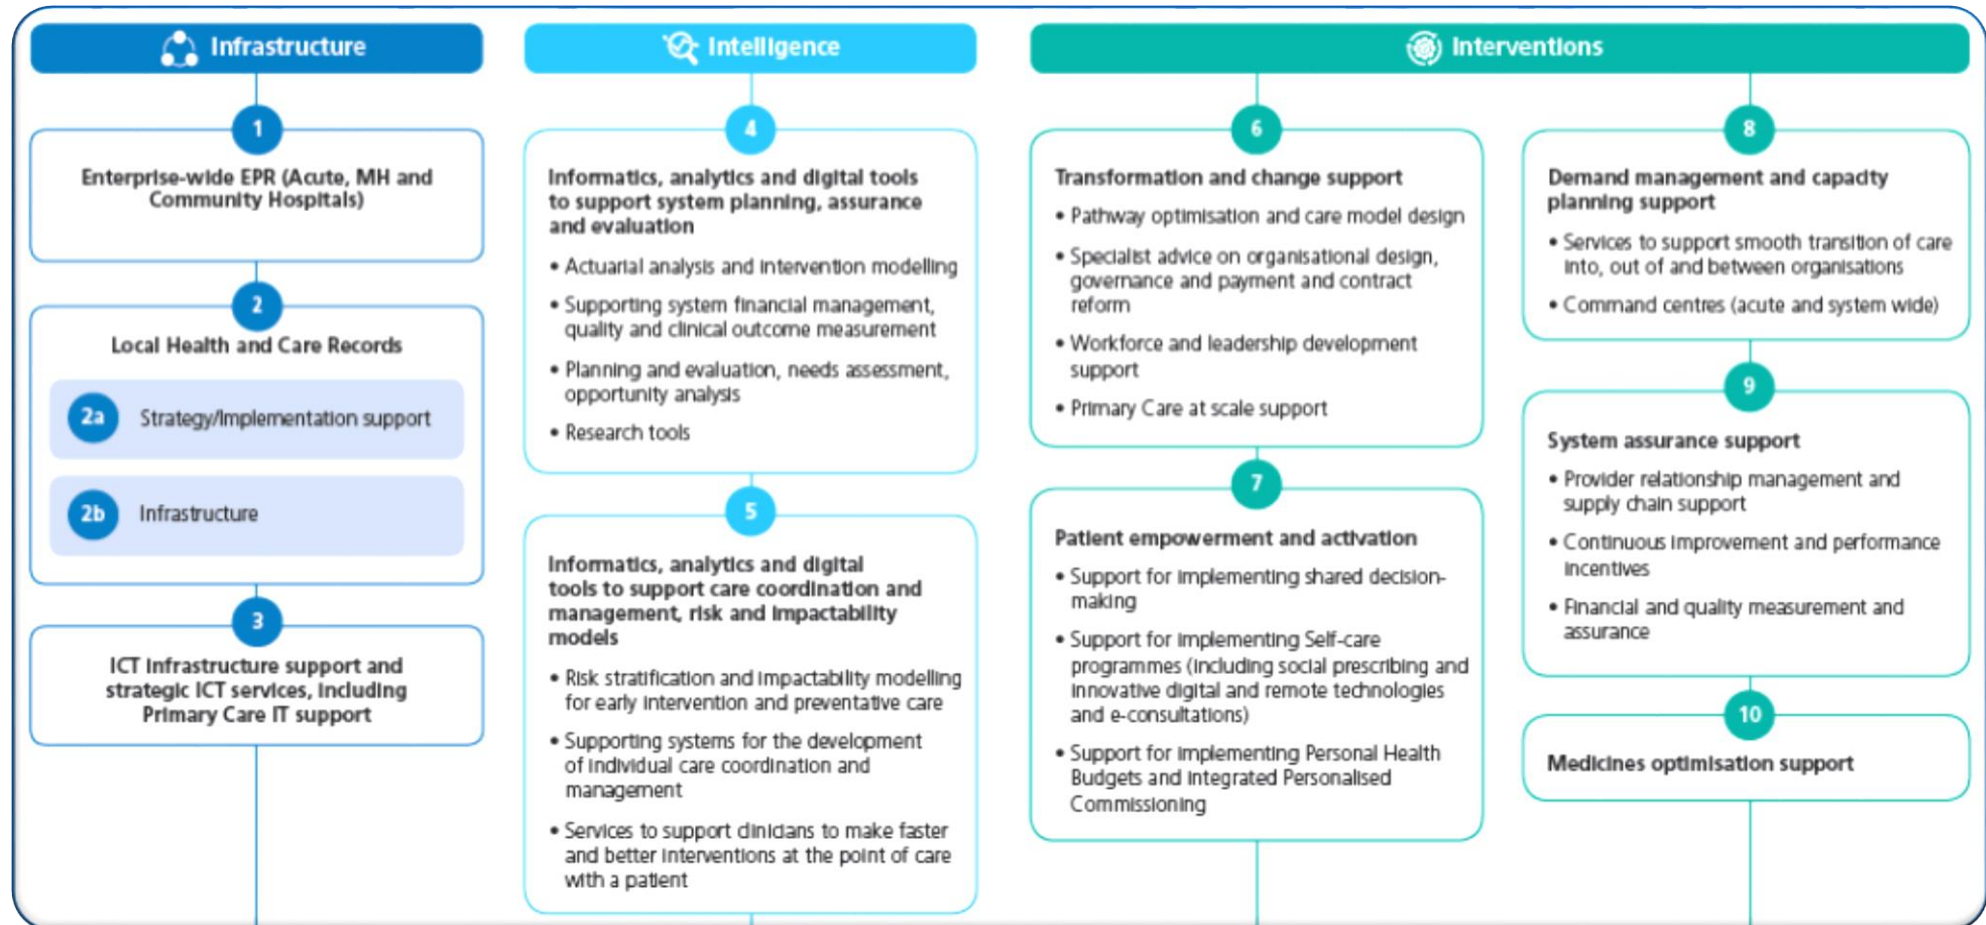 Infrastructure
1
Enterprise-wide EPR (Acute, MH and
Community Hospitals)
2
Local Health and Care Records
2a
Strategy/Implementation support
2b
Infrastructure
3
ICT Infrastructure support and
strategic ICT services, including
Primary Care IT support
Intelligence
4
Informatics, analytics and digital tools
to support system planning, assurance
and evaluation
• Actuarial analysis and intervention modelling
• Supporting system financial management,
quality and clinical outcome measurement
• Planning and evaluation, needs assessment,
opportunity analysis
• Research tools
5
Informatics, analytics and digital
tools to support care coordination and
management, risk and impactability
models
• Risk stratification and impactability modelling
for early intervention and preventative care
• Supporting systems for the development
of individual care coordination and
management
• Services to support clinicians to make faster
and better interventions at the point of care
with a patient
Interventions
6
Transformation and change support
• Pathway optimisation and care model design
• Specialist advice on organisational design,
governance and payment and contract
reform
• Workforce and leadership development
support
• Primary Care at scale support
7
Patient empowerment and activation
• Support for implementing shared decision-
making
• Support for implementing Self-care
programmes (including social prescribing and
innovative digital and remote technologies
and e-consultations)
• Support for implementing Personal Health
Budgets and Integrated Personalised
Commissioning
8
Demand management and capacity
planning support
• Services to support smooth transition of care
into, out of and between organisations
• Command centres (acute and system wide)
9
System assurance support
• Provider relationship management and
supply chain support
• Continuous improvement and performance
incentives
• Financial and quality measurement and
assurance
10
Medicines optimisation support